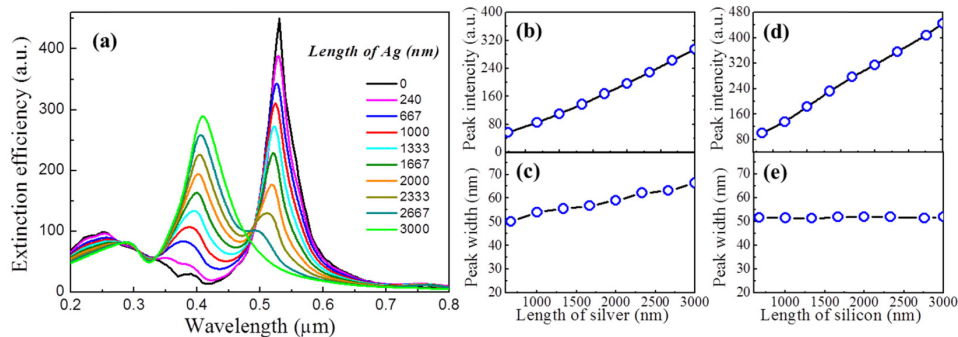 (a)
Length of Ag (nm)
0
240
667
1000
1333
1667
2000
2333
2667
3000
400
300
200
100
0
Extinction efficiency (a.u.)
0.2 0.3 0.4 0.5 0.6 0.7 0.8
Wavelength (µm)
(b)
400
320
240
160
80
0
Peak intencity (a.u.)
(c)
70
60
50
40
30
20
Peak width (nm)
1000 1500 2000 2500 3000
Length of silver (nm)
(d)
480
400
320
240
160
80
Peak intencity (a.u.)
(e)
70
60
50
40
30
20
Peak width (nm)
1000 1500 2000 2500 3000
Length of silicon (nm)